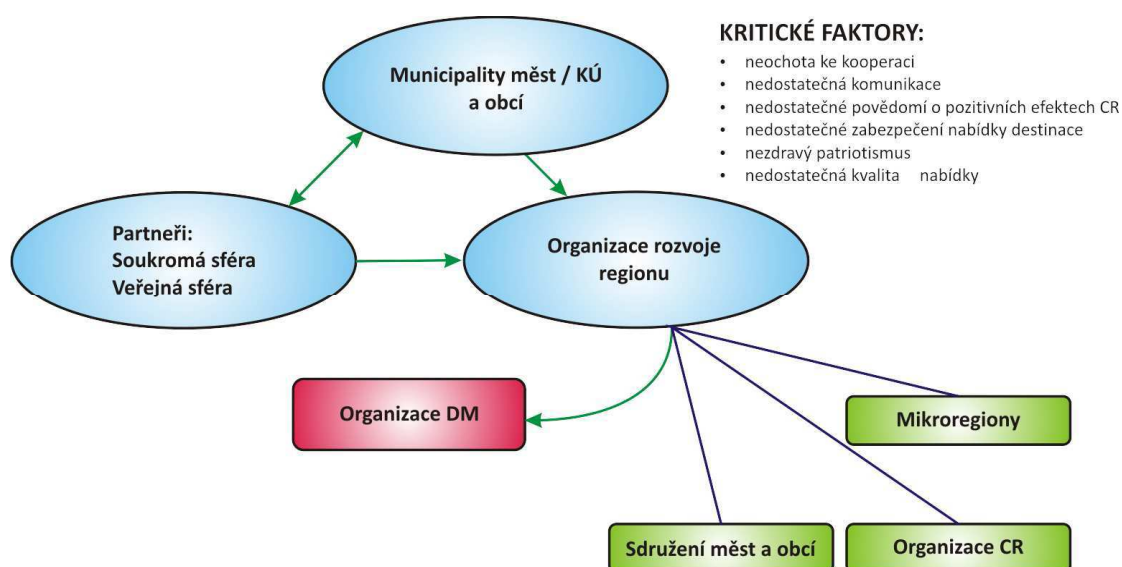 KRITICKÉ FAKTORY:
• neochota ke kooperaci
• nedostatečná komunikace
• nedostatečné povědomí o pozitivních efektech CR
• nedostatečné zabezpečení nabídky destinace
• nezdravý patriotismus
• nedostatečná kvalita nabídky
Municipality měst / KÚ
a obcí
Partneři:
Soukromá sféra
Veřejná sféra
Organizace rozvoje
regionu
Organizace DM
Mikroregiony
Sdružení měst a obcí
Organizace CR